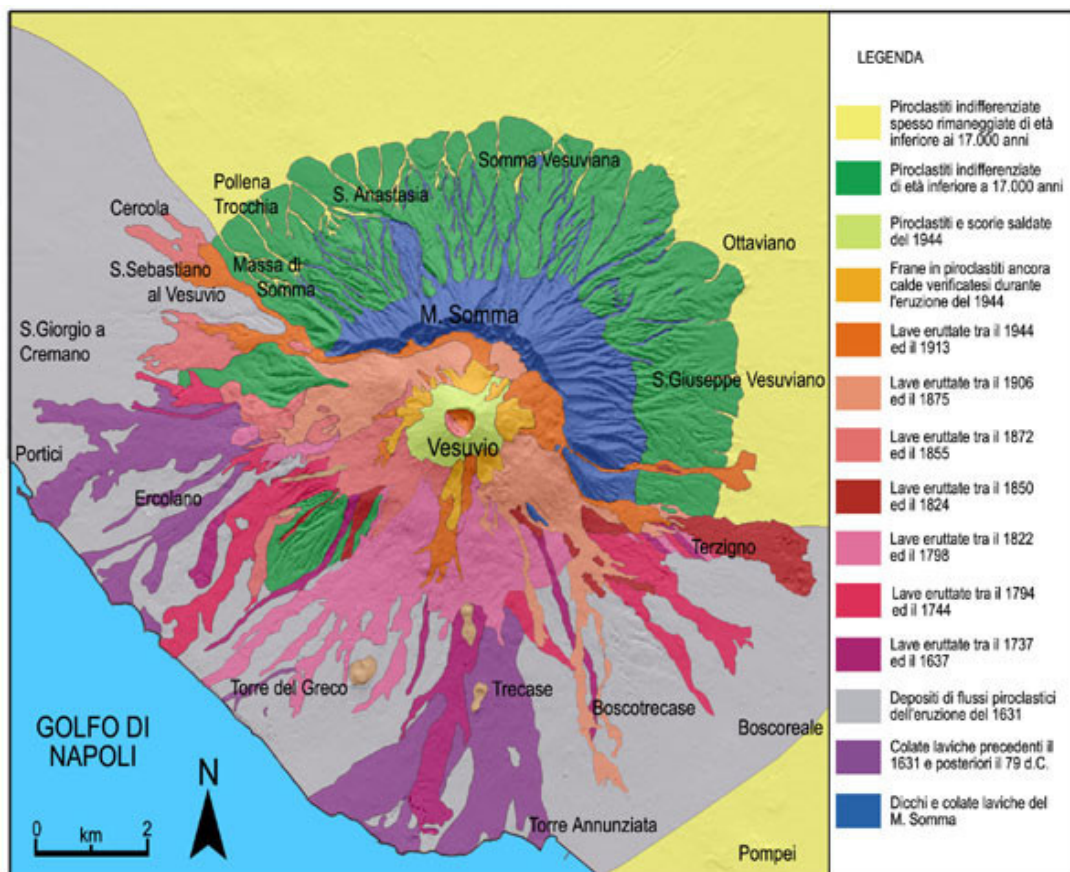 Somma Vesuviana
Pollena
Trocchia
S. Anastasia
Cercola
Ottaviano
S.Sebastiano
al Vesuvio
Massa di
Somma
M. Somma
S.Giorgio a
Cremano
S.Giuseppe Vesuviano
Vesuvio
Portici
Ercolano
Terzigno
Torre del Greco
Trecase
Boscotrecase
Boscoreale
GOLFO DI
NAPOLI
N
0 2
km
Torre Annunziata
Pompei
LEGENDA
Piroclastiti indifferenziate
spesso rimaneggiate di età
inferiore ai 17.000 anni
Piroclastiti indifferenziate
di età inferiore a 17.000 anni
Piroclastiti e scorie saldate
del 1944
Frane in piroclastiti ancora
calde verificatesi durante
l'eruzione del 1944
Lave eruttate tra il 1944
ed il 1913
Lave eruttate tra il 1906
ed il 1875
Lave eruttate tra il 1872
ed il 1855
Lave eruttate tra il 1850
ed il 1824
Lave eruttate tra il 1822
ed il 1798
Lave eruttate tra il 1794
ed il 1744
Lave eruttate tra il 1737
ed il 1637
Depositi di flussi piroclastici
dell'eruzione del 1631
Colate laviche precedenti il
1631 e posteriori il 79 d.C.
Dicchi e colate laviche del
M. Somma